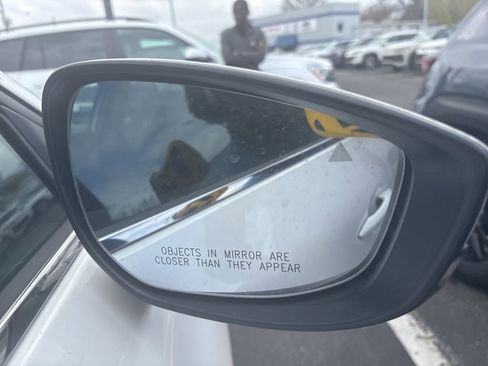 OBJECTS IN MIRROR ARE
CLOSER THAN THEY APPEAR